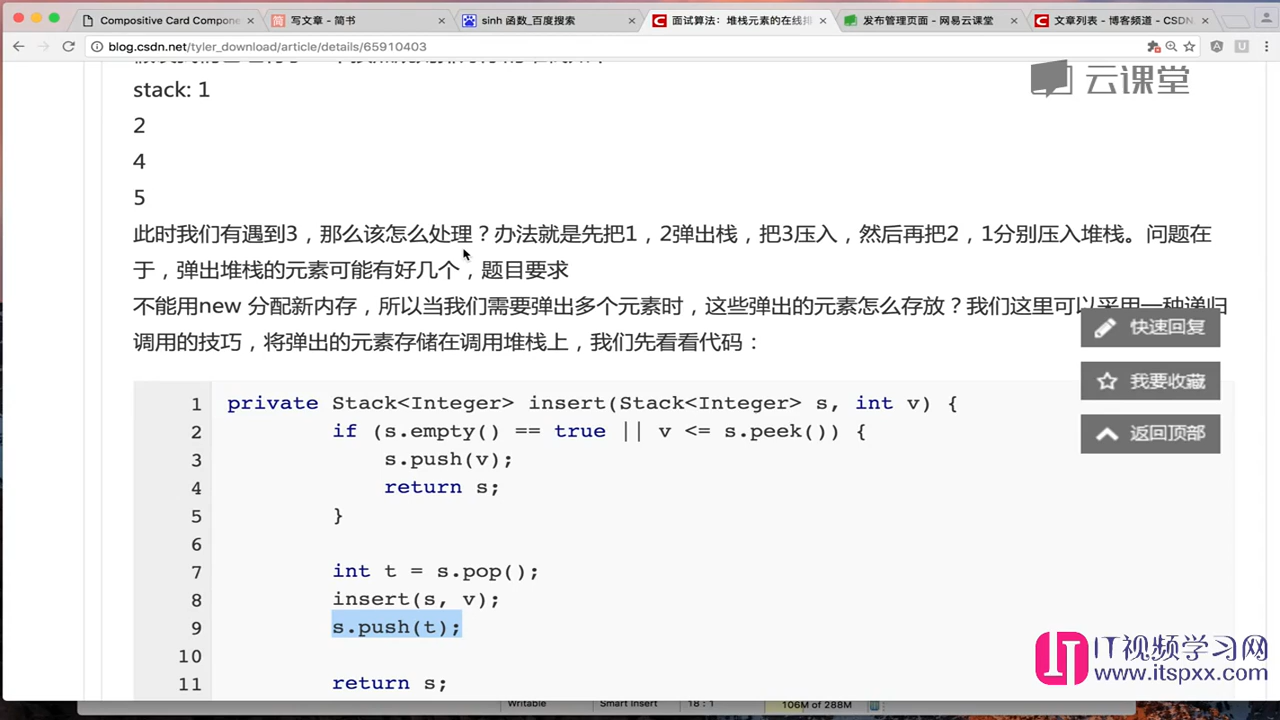 Compositive Card Compone
写文章 - 简书
sinh 函数_百度搜索
面试算法：堆栈元素的在线排
发布管理页面 - 网易云课堂
文章列表 - 博客频道 - CSDN.
blog.csdn.net/tyler_download/article/details/65910403
云课堂
stack: 1
2
4
5
此时我们有遇到3，那么该怎么处理？办法就是先把1，2弹出栈，把3压入，然后再把2，1分别压入堆栈。问题在
于，弹出堆栈的元素可能有好几个，题目要求
不能用new 分配新内存，所以当我们需要弹出多个元素时，这些弹出的元素怎么存放？我们这里可以采用一种递归
调用的技巧，将弹出的元素存储在调用堆栈上，我们先看看代码：
快速回复
我要收藏
返回顶部
1 private Stack<Integer> insert(Stack<Integer> s, int v) {
2 if (s.empty() == true || v <= s.peek()) {
3 s.push(v);
4 return s;
5 }
6
7 int t = s.pop();
8 insert(s, v);
9 s.push(t);
10
11 return s;
IT视频学习网
www.itspxx.com
Writable Smart Insert 18 : 1 106M of 288M